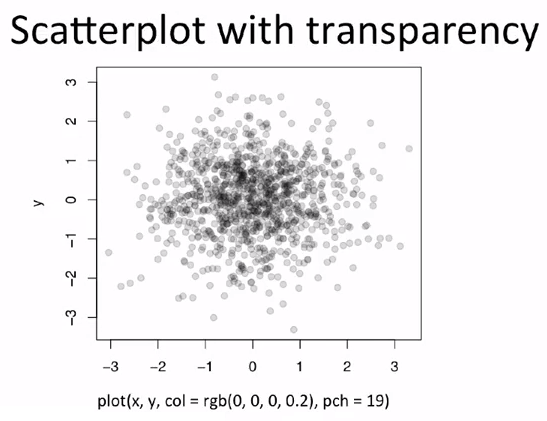 Scatterplot with transparency
3
2
1
0
−1
−2
−3
y
−3 −2 −1 0 1 2 3
plot(x, y, col = rgb(0, 0, 0, 0.2), pch = 19)